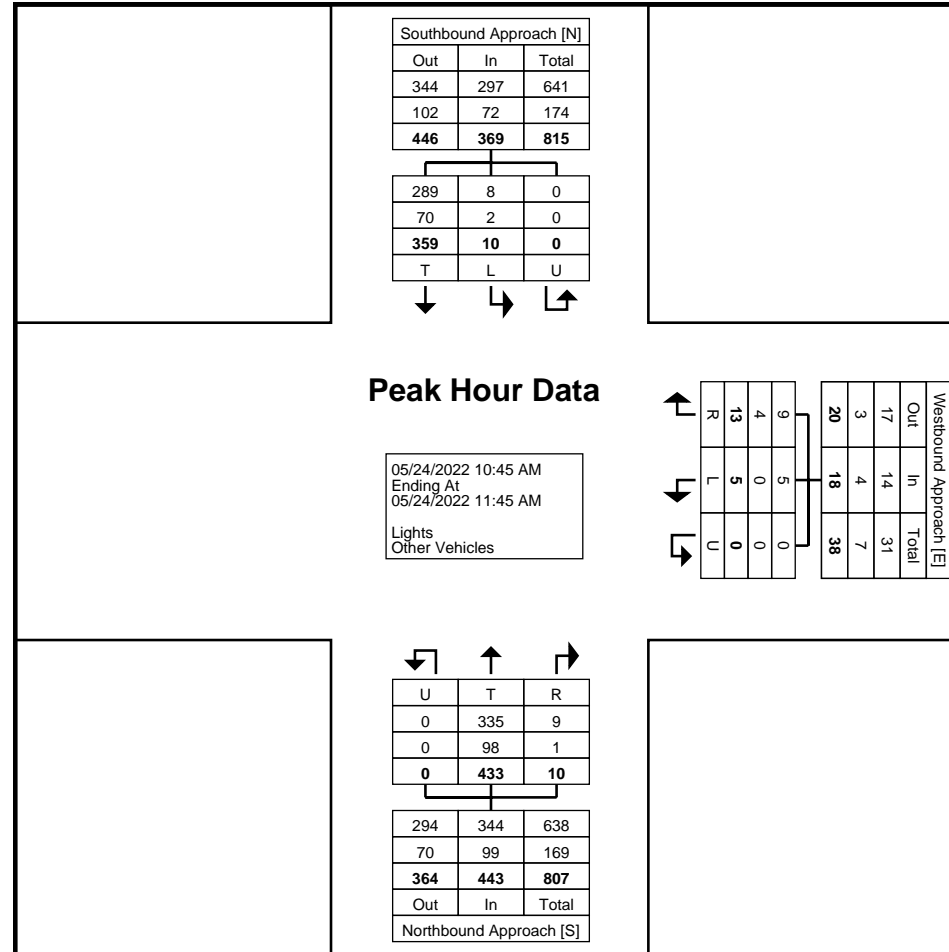 Southbound Approach [N]
Out In Total
344 297 641
102 72 174
446 369 815
289 8 0
70 2 0
359 10 0
T L U
Peak Hour Data
05/24/2022 10:45 AM
Ending At
05/24/2022 11:45 AM
Lights
Other Vehicles
Westbound Approach [E]
Out In Total
17 14 31
3 4 7
20 18 38
9 5 0
4 0 0
13 5 0
R L U
U T R
0 335 9
0 98 1
0 433 10
294 344 638
70 99 169
364 443 807
Out In Total
Northbound Approach [S]